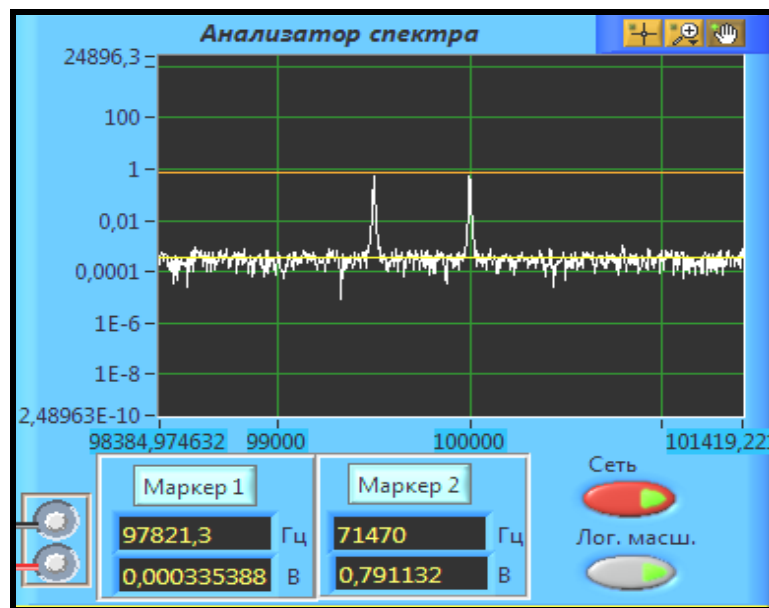 Анализатор спектра
24896,3
100
1
0,01
0,0001
1E-6
1E-8
2,48963E-10
98384,974632 99000 100000 101419,22
Сеть
Маркер 1 Маркер 2
97821,3 Гц 71470 Гц
Лог. масш.
0,000335388 В 0,791132 В